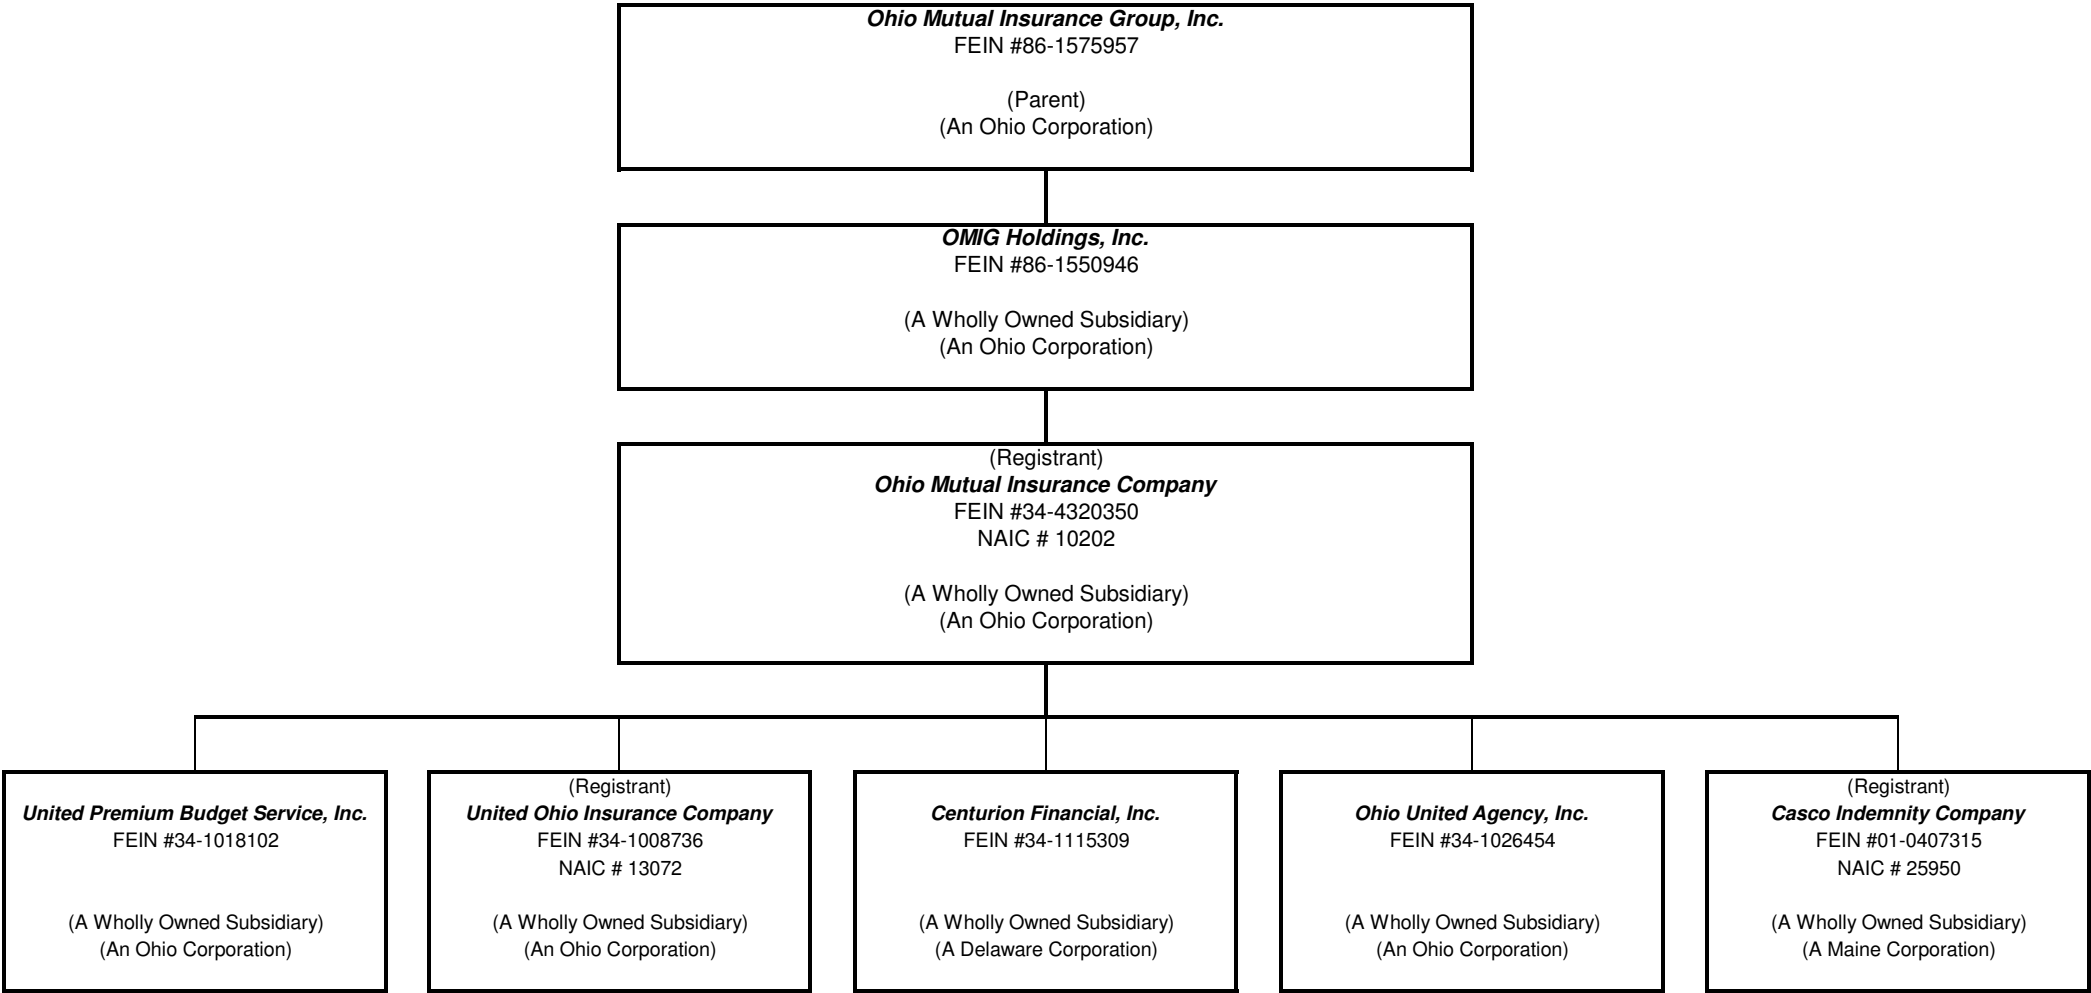 Ohio Mutual Insurance Group, Inc.
FEIN #86-1575957
(Parent)
(An Ohio Corporation)
OMIG Holdings, Inc.
FEIN #86-1550946
(A Wholly Owned Subsidiary)
(An Ohio Corporation)
(Registrant)
Ohio Mutual Insurance Company
FEIN #34-4320350
NAIC # 10202
(A Wholly Owned Subsidiary)
(An Ohio Corporation)
United Premium Budget Service, Inc.
FEIN #34-1018102
(A Wholly Owned Subsidiary)
(An Ohio Corporation)
(Registrant)
United Ohio Insurance Company
FEIN #34-1008736
NAIC # 13072
(A Wholly Owned Subsidiary)
(An Ohio Corporation)
Centurion Financial, Inc.
FEIN #34-1115309
(A Wholly Owned Subsidiary)
(A Delaware Corporation)
Ohio United Agency, Inc.
FEIN #34-1026454
(A Wholly Owned Subsidiary)
(An Ohio Corporation)
(Registrant)
Casco Indemnity Company
FEIN #01-0407315
NAIC # 25950
(A Wholly Owned Subsidiary)
(A Maine Corporation)